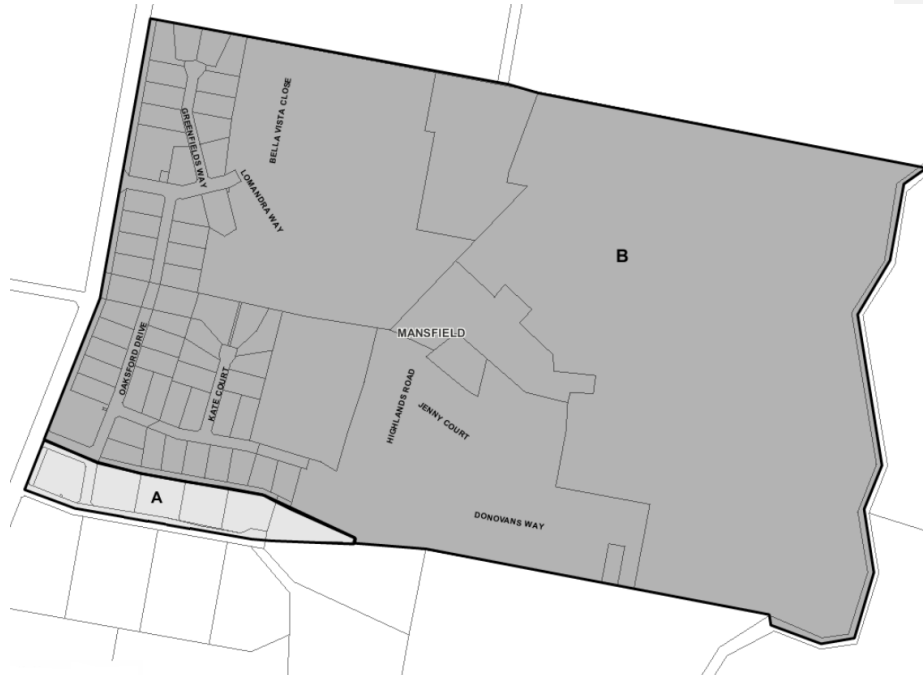 BELLA VISTA CLOSE
GREENFIELDS WAY
LOMANDRA WAY
B
MANSFIELD
OAKSFORD DRIVE
KATE COURT
HIGHLANDS ROAD
JENNY COURT
A
DONOVANS WAY